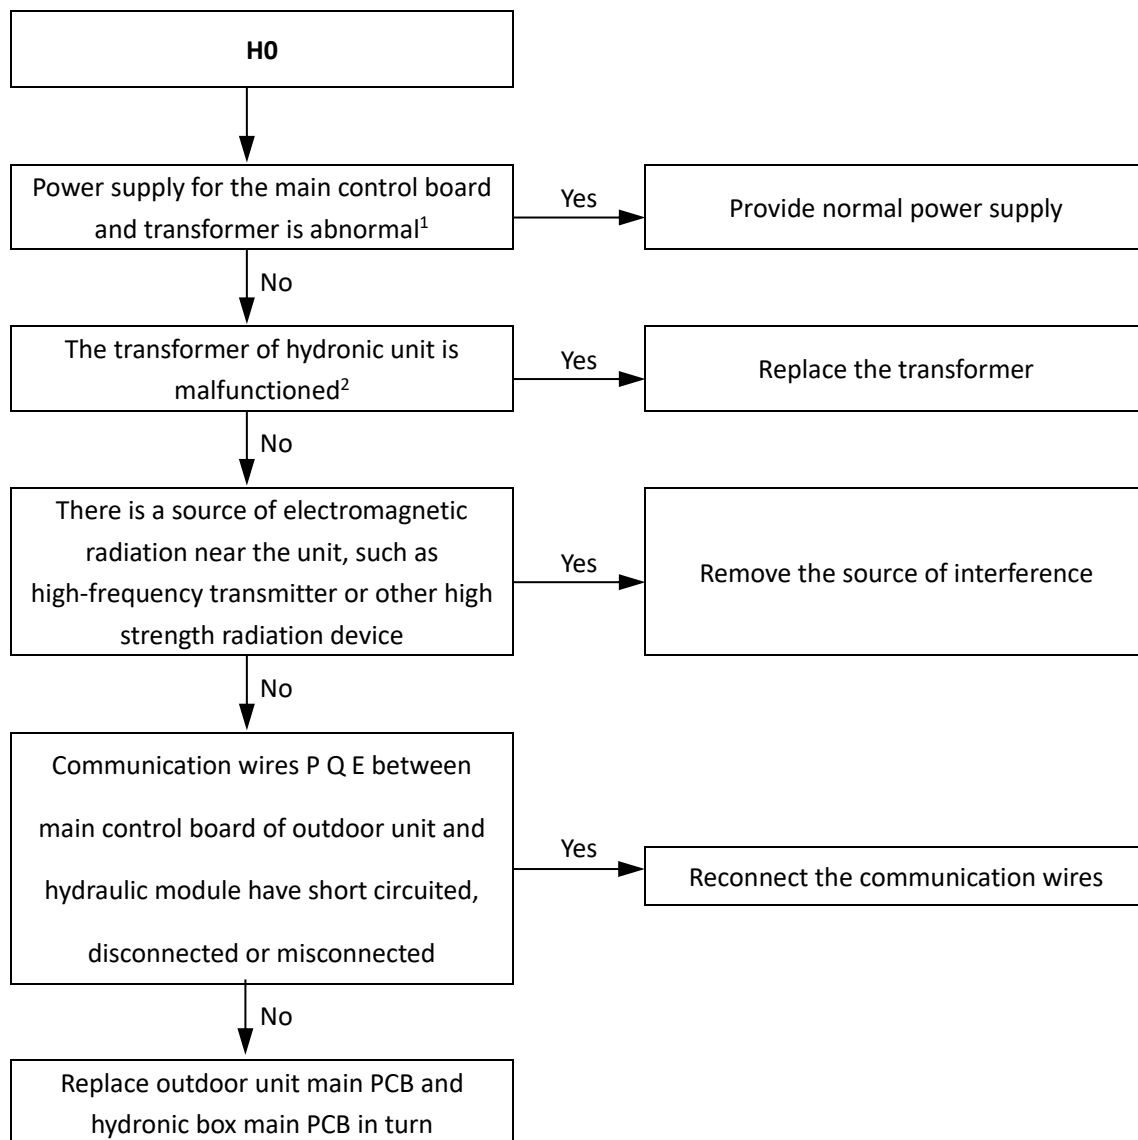 H0
Power supply for the main control board
and transformer is abnormal¹
Yes
Provide normal power supply
No
The transformer of hydronic unit is
malfunctioned²
Yes
Replace the transformer
No
There is a source of electromagnetic
radiation near the unit, such as
high-frequency transmitter or other high
strength radiation device
Yes
Remove the source of interference
No
Communication wires P Q E between
main control board of outdoor unit and
hydraulic module have short circuited,
disconnected or misconnected
Yes
Reconnect the communication wires
No
Replace outdoor unit main PCB and
hydronic box main PCB in turn